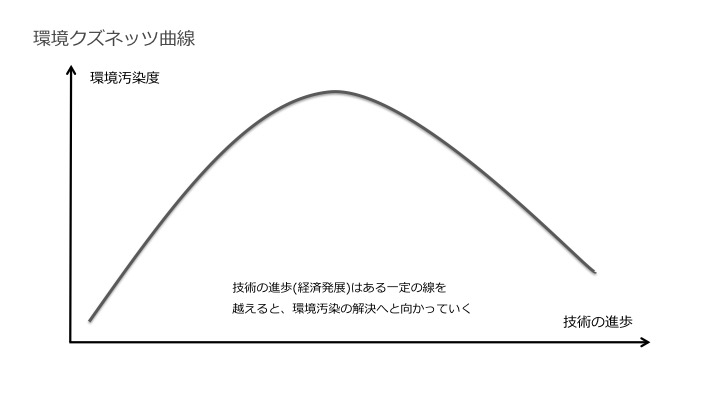 環境クズネッツ曲線
環境汚染度
技術の進歩(経済発展)はある一定の線を
越えると、環境汚染の解決へと向かっていく
技術の進歩